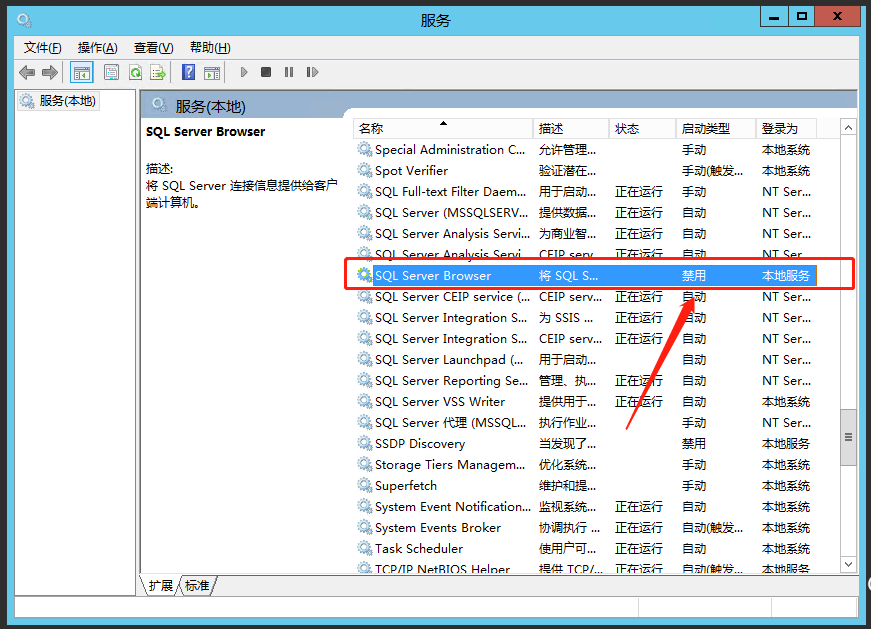 服务
文件(F) 操作(A) 查看(V) 帮助(H)
服务(本地)
服务(本地)
SQL Server Browser
描述:
将 SQL Server 连接信息提供给客户
端计算机。
名称 描述 状态 启动类型 登录为
Special Administration C... 允许管理... 手动 本地系统
Spot Verifier 验证潜在... 手动(触发... 本地系统
SQL Full-text Filter Daem... 用于启动... 正在运行 手动 NT Ser...
SQL Server (MSSQLSERV... 提供数据... 正在运行 自动 NT Ser...
SQL Server Analysis Servi... 为商业智... 正在运行 自动 NT Ser...
SQL Server Analysis Servi... CEIP serv... 正在运行 自动 NT Ser...
SQL Server Browser 将 SQL S... 禁用 本地服务
SQL Server CEIP service (... CEIP serv... 正在运行 自动 NT Ser...
SQL Server Integration S... 为 SSIS ... 正在运行 自动 NT Ser...
SQL Server Integration S... CEIP serv... 正在运行 自动 NT Ser...
SQL Server Launchpad (... 用于启动... 自动 NT Ser...
SQL Server Reporting Se... 管理、执... 正在运行 自动 NT Ser...
SQL Server VSS Writer 提供用于... 正在运行 自动 本地系统
SQL Server 代理 (MSSQL... 执行作业... 手动 NT Ser...
SSDP Discovery 当发现了... 禁用 本地服务
Storage Tiers Managem... 优化系统... 手动 本地系统
Superfetch 维护和提... 手动 本地系统
System Event Notification... 监视系统... 正在运行 自动 本地系统
System Events Broker 协调执行 ... 正在运行 自动(触发... 本地系统
Task Scheduler 使用户可... 正在运行 自动 本地系统
TCP/IP NetBIOS Helper 提供 TCP/... 正在运行 自动(触发... 本地服务
扩展 标准